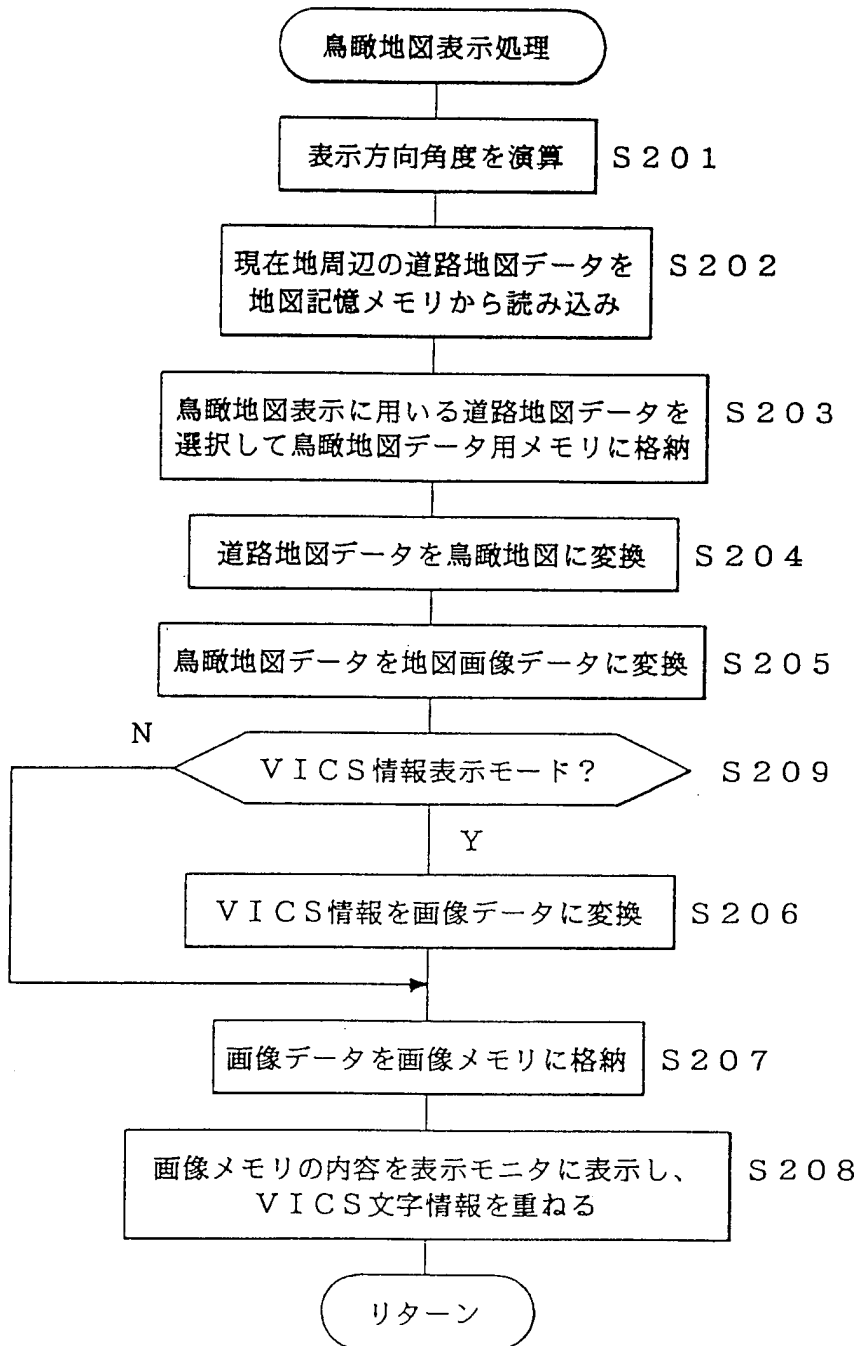 鳥瞰地図表示処理
表示方向角度を演算 S201
現在地周辺の道路地図データを
地図記憶メモリから読み込み
S202
鳥瞰地図表示に用いる道路地図データを
選択して鳥瞰地図データ用メモリに格納
S203
道路地図データを鳥瞰地図に変換 S204
鳥瞰地図データを地図画像データに変換 S205
N
VICS情報表示モード? S209
Y
VICS情報を画像データに変換 S206
画像データを画像メモリに格納 S207
画像メモリの内容を表示モニタに表示し、
VICS文字情報を重ねる
S208
リターン